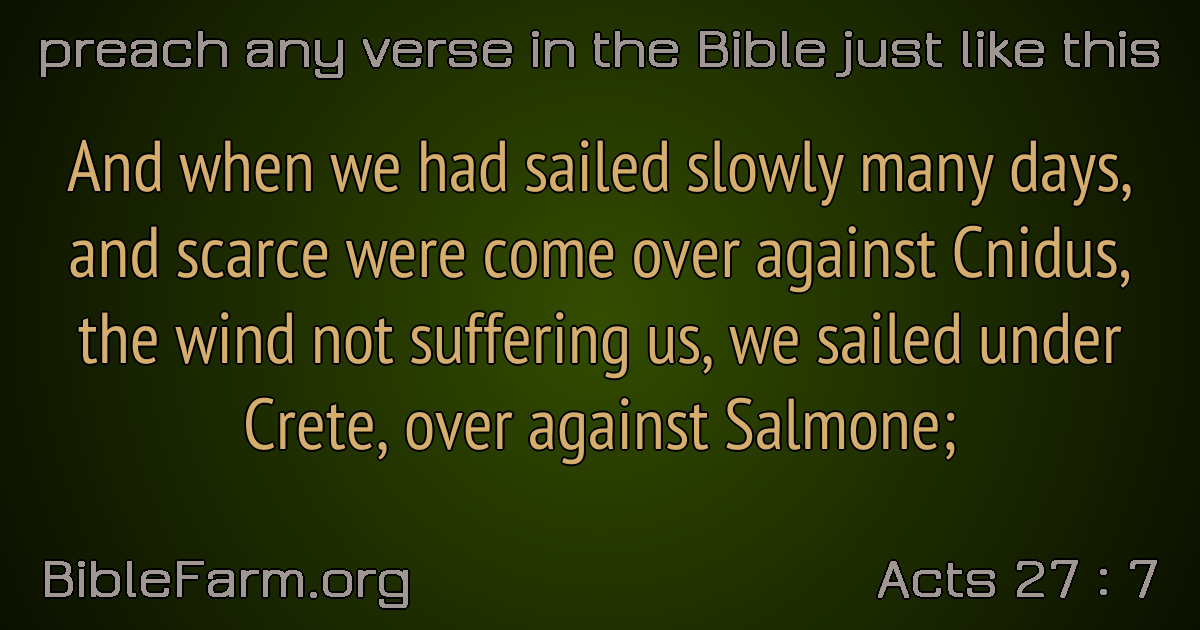 preach any verse in the Bible just like this
And when we had sailed slowly many days,
and scarce were come over against Cnidus,
the wind not suffering us, we sailed under
Crete, over against Salmone;
BibleFarm.org
Acts 27 : 7